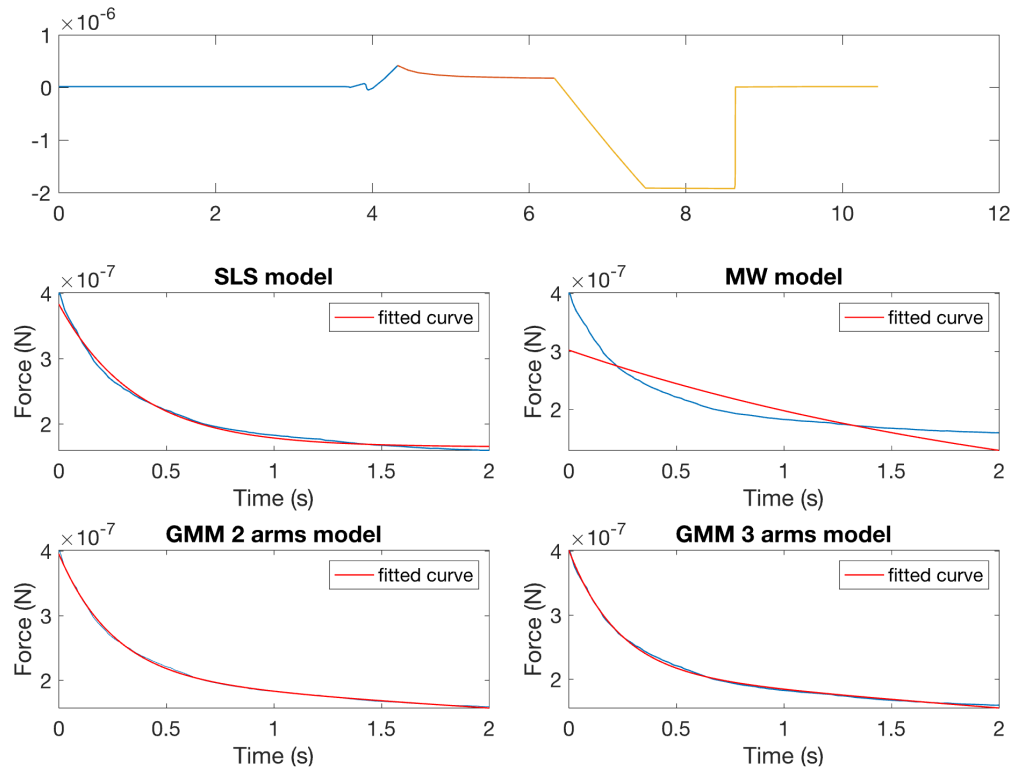 ×10^-6
1
0
-1
-2
0 2 4 6 8 10 12
SLS model
×10^-7
4
3
2
Force (N)
fitted curve
0 0.5 1 1.5 2
Time (s)
MW model
×10^-7
4
3
2
Force (N)
fitted curve
0 0.5 1 1.5 2
Time (s)
GMM 2 arms model
×10^-7
4
3
2
Force (N)
fitted curve
0 0.5 1 1.5 2
Time (s)
GMM 3 arms model
×10^-7
4
3
2
Force (N)
fitted curve
0 0.5 1 1.5 2
Time (s)